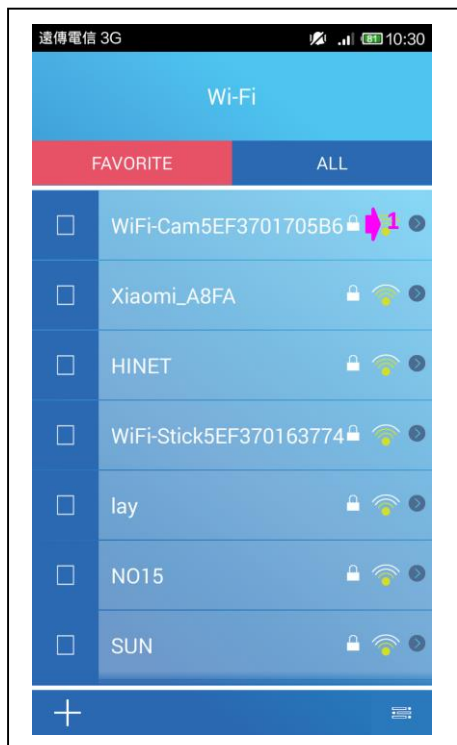 遠傳電信 3G 81 10:30
Wi-Fi
FAVORITE ALL
WiFi-Cam5EF3701705B6 1
Xiaomi_A8FA
HINET
WiFi-Stick5EF370163774
lay
NO15
SUN